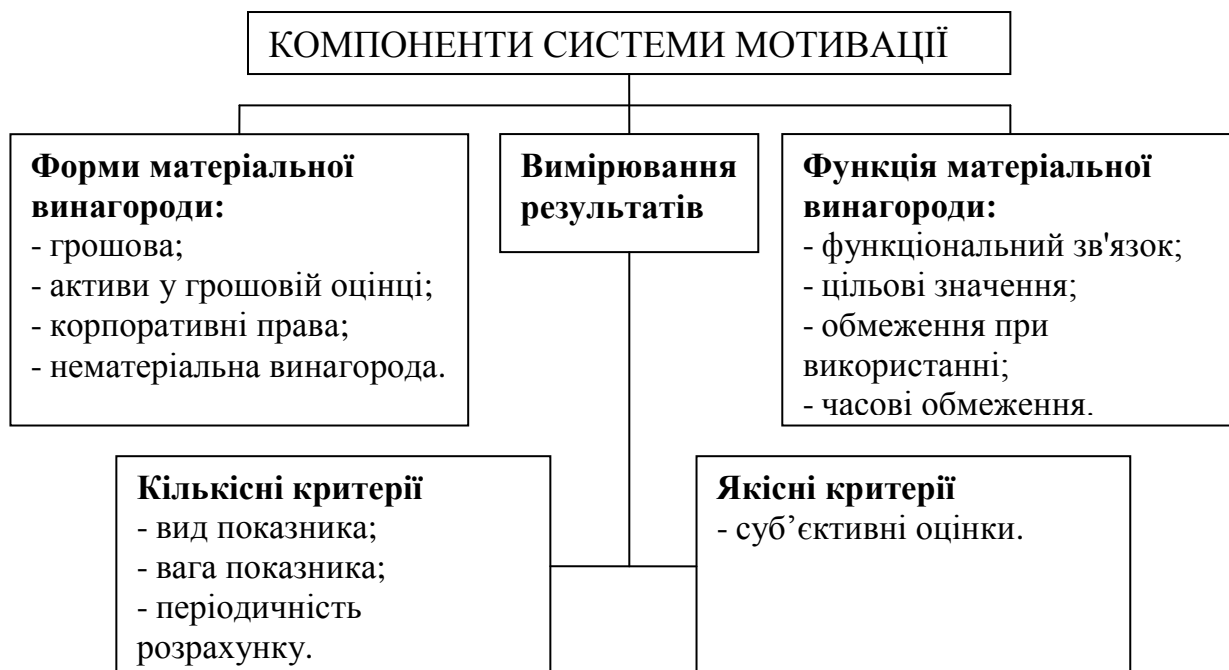 КОМПОНЕНТИ СИСТЕМИ МОТИВАЦІЇ
Форми матеріальної
винагороди:
- грошова;
- активи у грошовій оцінці;
- корпоративні права;
- нематеріальна винагорода.
Вимірювання
результатів
Функція матеріальної
винагороди:
- функціональний зв'язок;
- цільові значення;
- обмеження при
використанні;
- часові обмеження.
Кількісні критерії
- вид показника;
- вага показника;
- періодичність
розрахунку.
Якісні критерії
- суб’єктивні оцінки.